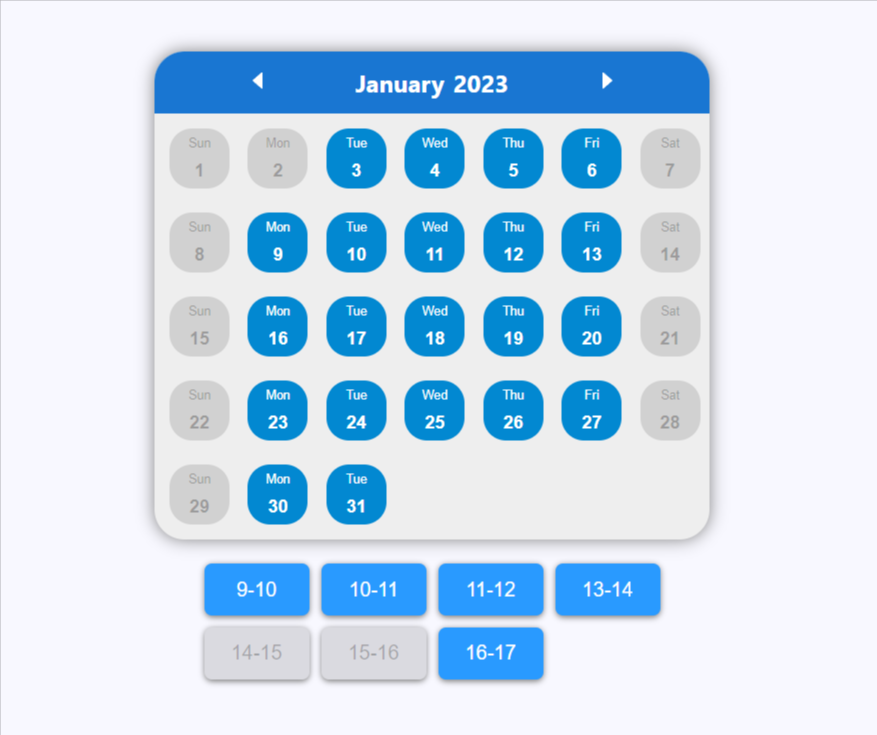 January 2023
Sun Mon Tue Wed Thu Fri Sat
1 2 3 4 5 6 7
Sun Mon Tue Wed Thu Fri Sat
8 9 10 11 12 13 14
Sun Mon Tue Wed Thu Fri Sat
15 16 17 18 19 20 21
Sun Mon Tue Wed Thu Fri Sat
22 23 24 25 26 27 28
Sun Mon Tue
29 30 31
9-10 10-11 11-12 13-14
14-15 15-16 16-17